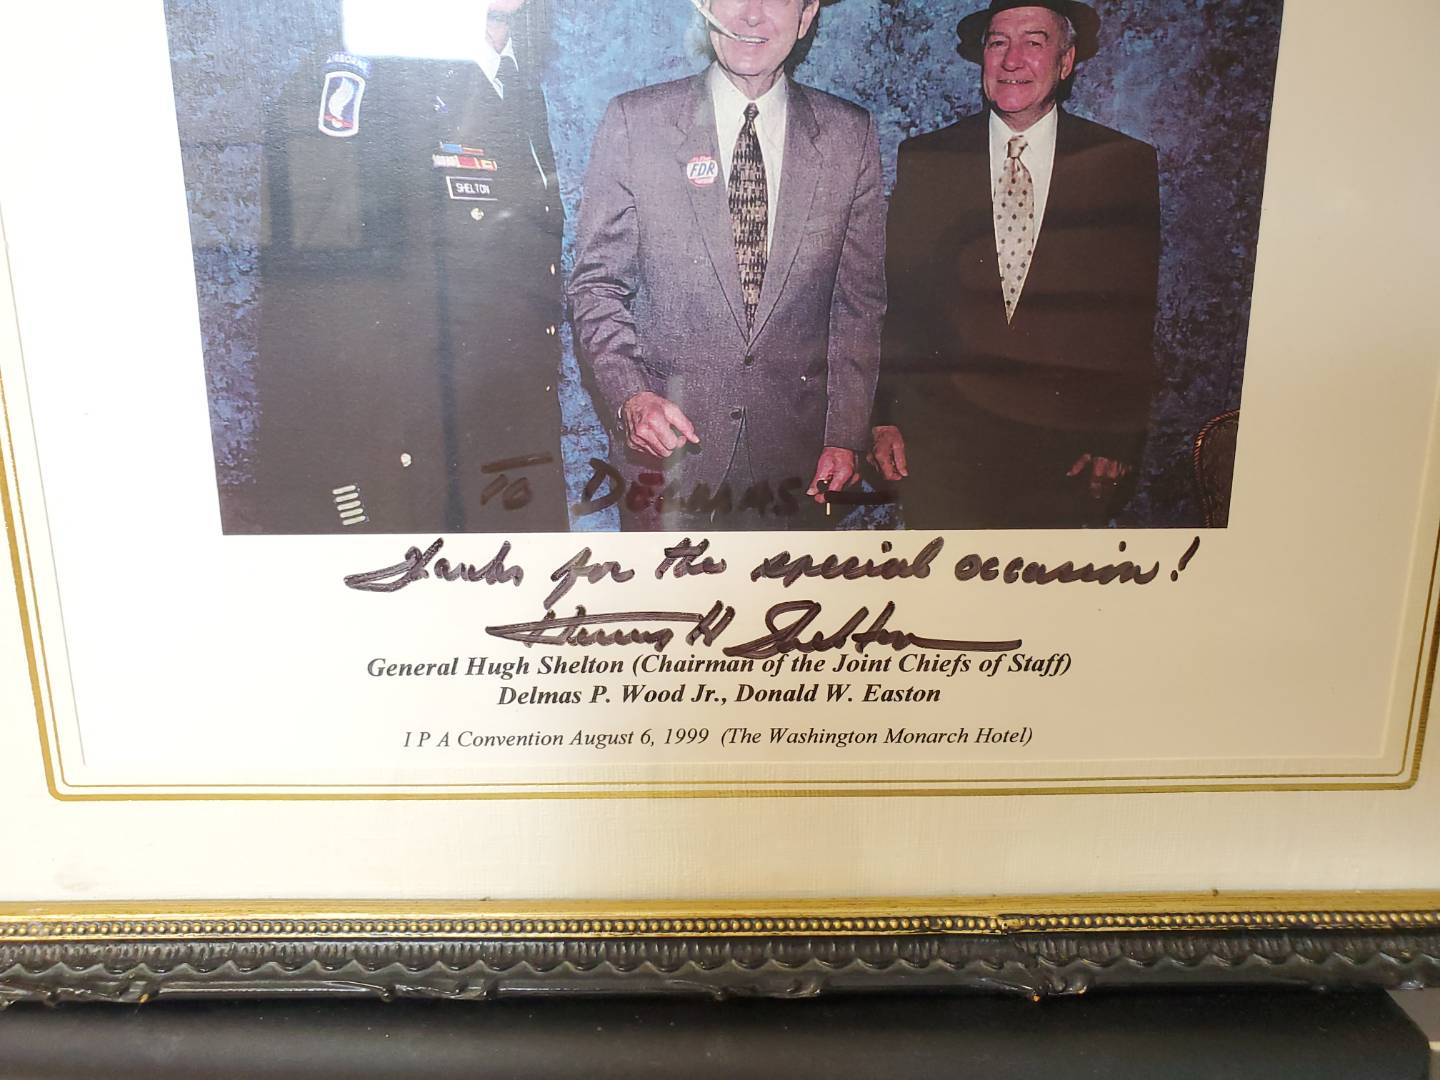 AIRBORNE
FDR
SHELTON
TO DELMAS -
Thanks for the special occasion!
Henry H Shelton
General Hugh Shelton (Chairman of the Joint Chiefs of Staff)
Delmas P. Wood Jr., Donald W. Easton
I P A Convention August 6, 1999 (The Washington Monarch Hotel)